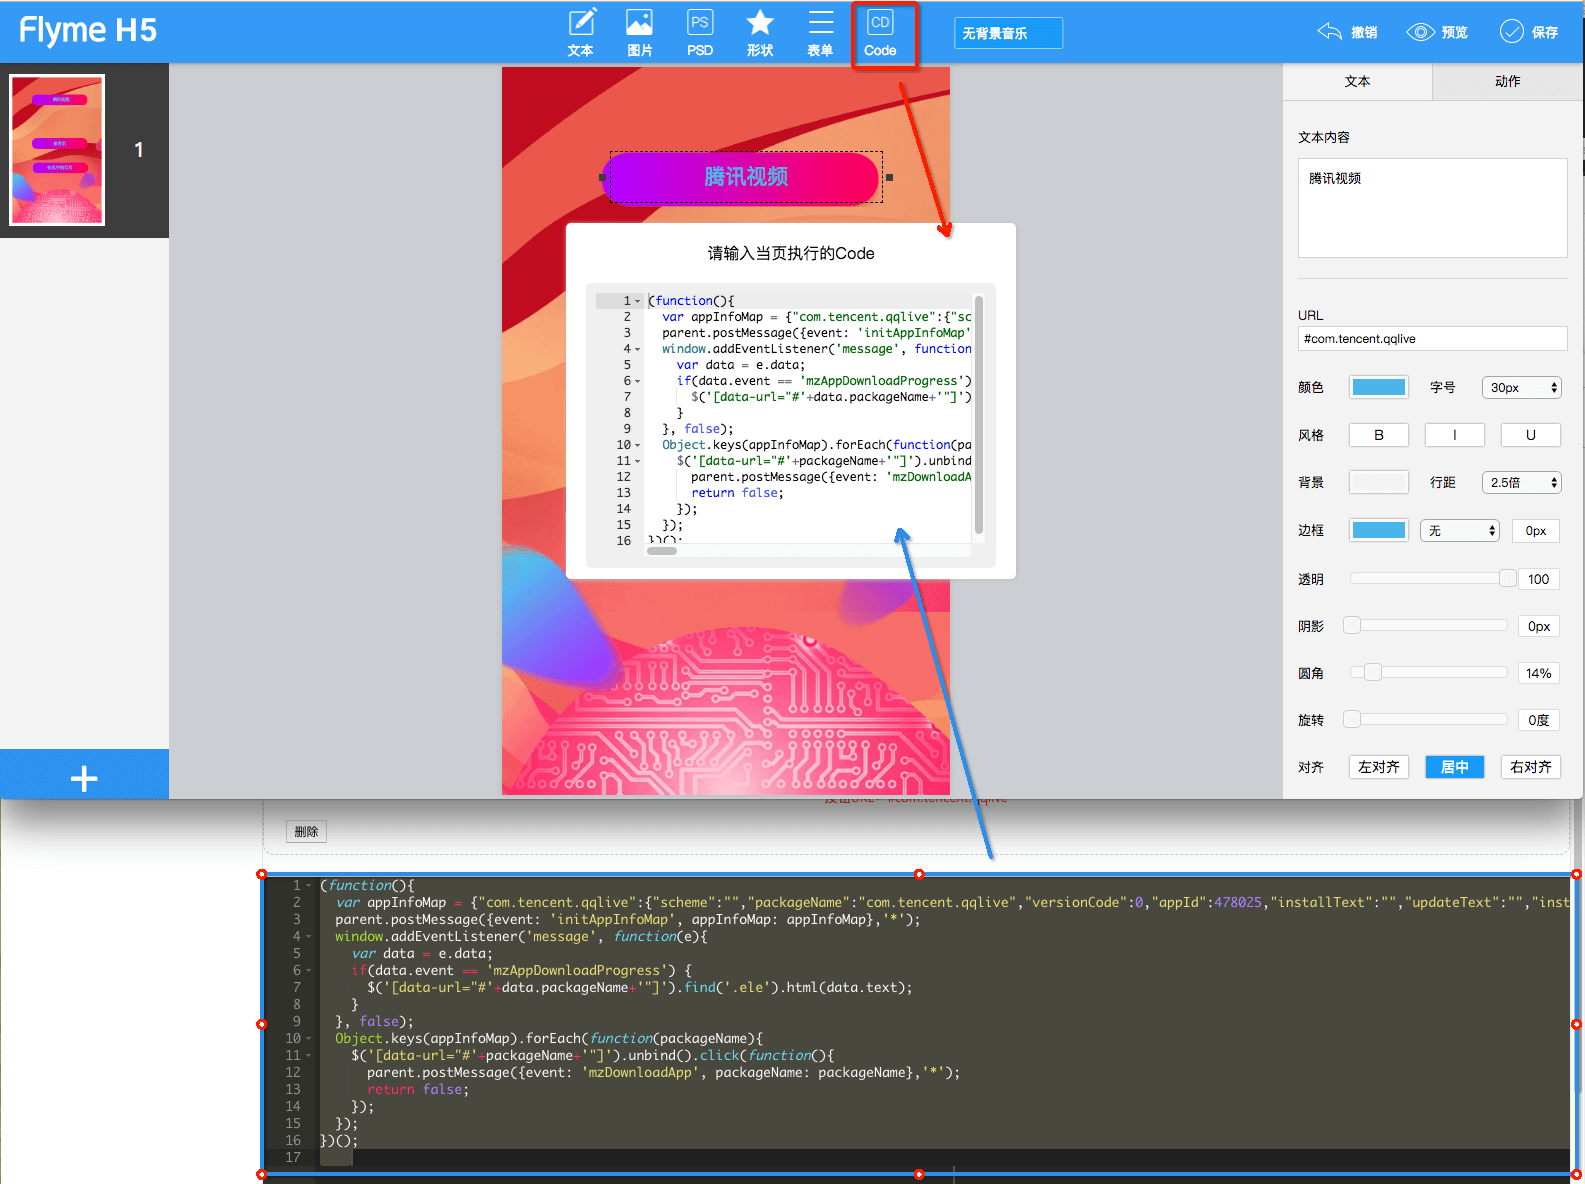 Flyme H5
文本
图片
PS
PSD
形状
表单
CD
Code
无背景音乐
撤销
预览
保存
1
腾讯视频
请输入当页执行的Code
1 (function(){
2 var appInfoMap = {"com.tencent.qqlive":{"sc
3 parent.postMessage({event: 'initAppInfoMap'
4 window.addEventListener('message', function
5 var data = e.data;
6 if(data.event == 'mzAppDownloadProgress')
7 $('[data-url="#'+data.packageName+'"]')
8 }
9 }, false);
10 Object.keys(appInfoMap).forEach(function(pa
11 $('[data-url="#'+packageName+'"]').unbind
12 parent.postMessage({event: 'mzDownloadA
13 return false;
14 });
15 });
16 })();
文本
动作
文本内容
腾讯视频
URL
#com.tencent.qqlive
颜色
字号
30px
风格
B
I
U
背景
行距
2.5倍
边框
无
0px
透明
100
阴影
0px
圆角
14%
旋转
0度
对齐
左对齐
居中
右对齐
按钮URL: #com.tencent.qqlive
删除
1 (function(){
2 var appInfoMap = {"com.tencent.qqlive":{"scheme":"","packageName":"com.tencent.qqlive","versionCode":0,"appId":478025,"installText":"","updateText":"","inst
3 parent.postMessage({event: 'initAppInfoMap', appInfoMap: appInfoMap},'*');
4 window.addEventListener('message', function(e){
5 var data = e.data;
6 if(data.event == 'mzAppDownloadProgress') {
7 $('[data-url="#'+data.packageName+'"]').find('.ele').html(data.text);
8 }
9 }, false);
10 Object.keys(appInfoMap).forEach(function(packageName){
11 $('[data-url="#'+packageName+'"]').unbind().click(function(){
12 parent.postMessage({event: 'mzDownloadApp', packageName: packageName},'*');
13 return false;
14 });
15 });
16 })();
17